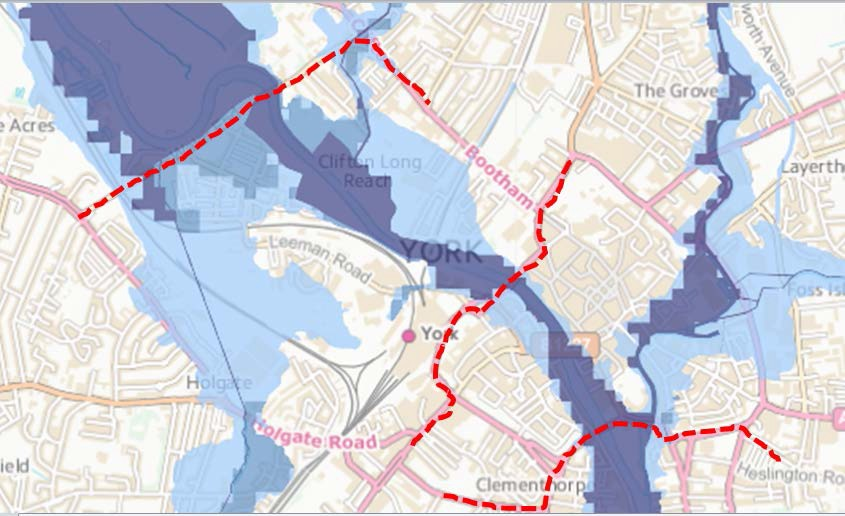 worth Avenue
The Groves
e Acres
Clifton Long
Reach
Layerth
Bootham
YORK
Leeman Road
Foss Isl
York
Holgate
Holgate Road
ield
Clementhorp
Heslington Ro